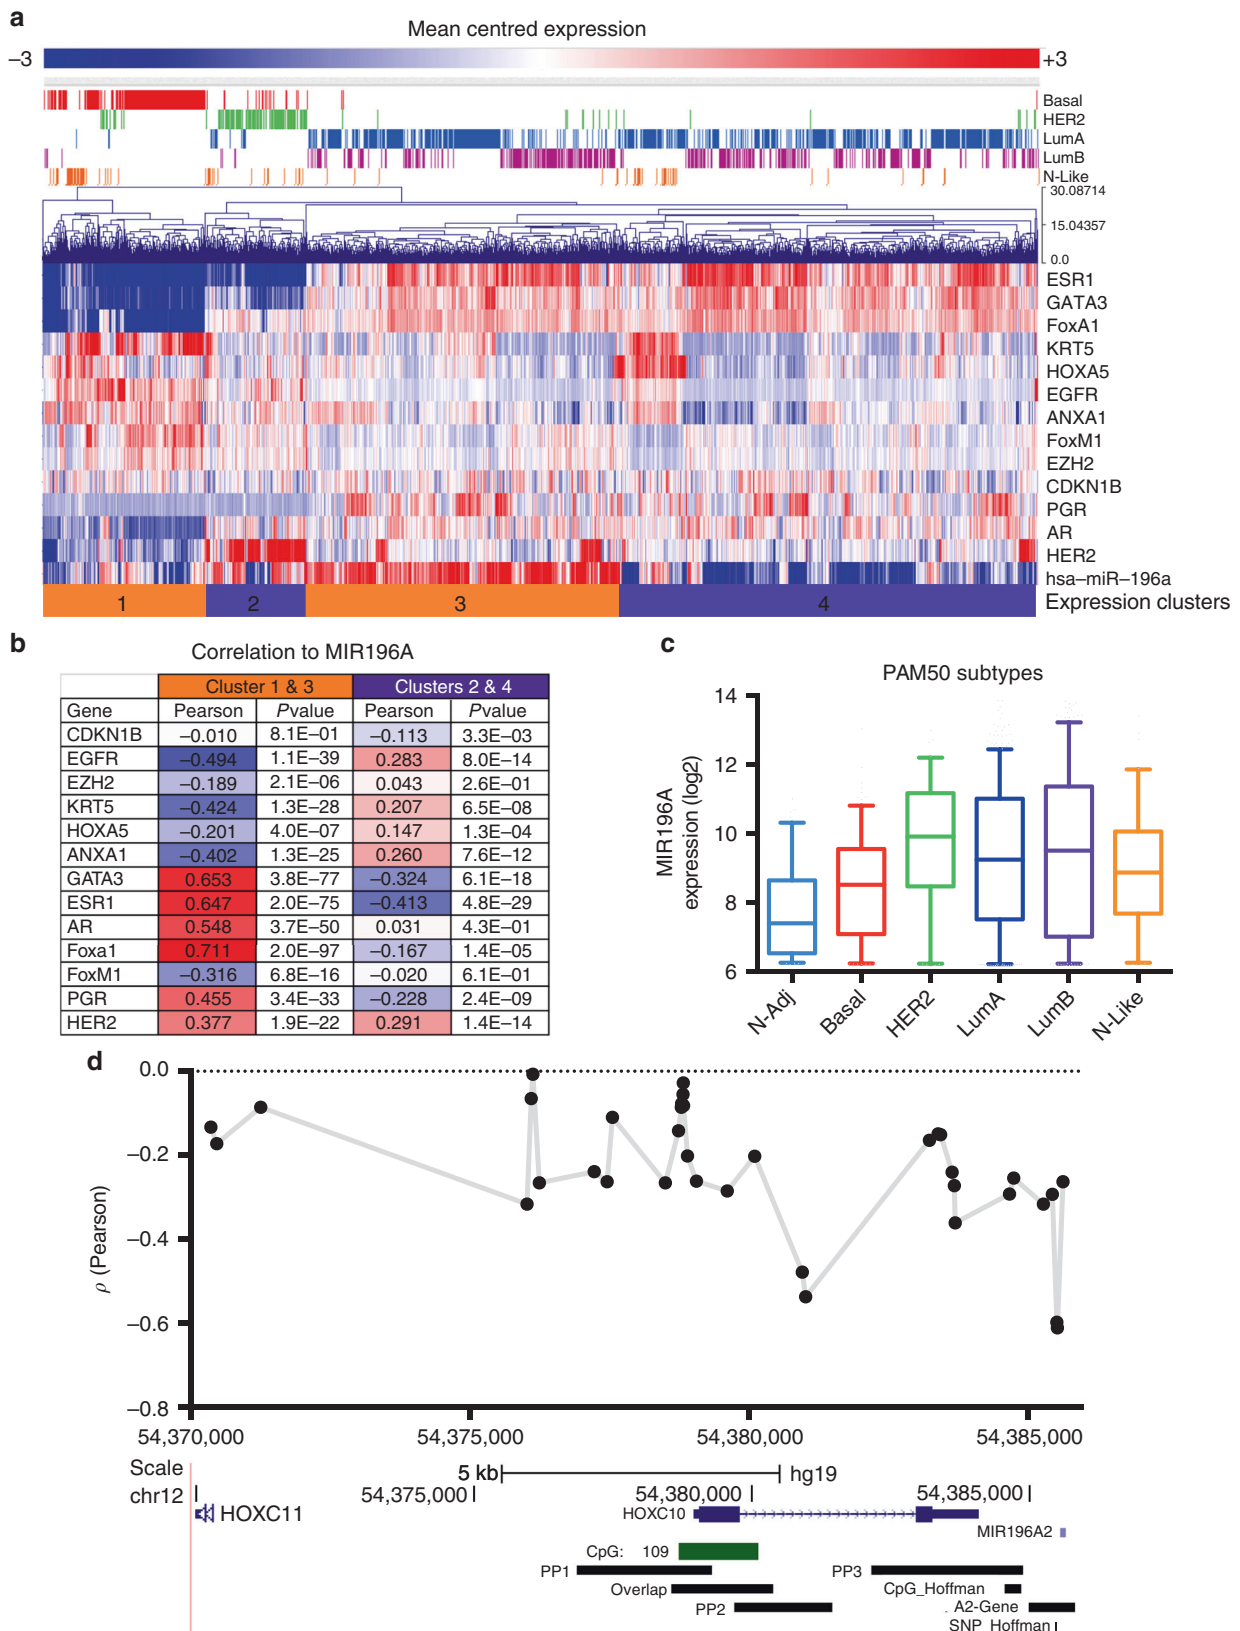 a
Mean centred expression
–3
+3
Basal
HER2
LumA
LumB
N-Like
30.08714
15.04357
0.0
ESR1
GATA3
FoxA1
KRT5
HOXA5
EGFR
ANXA1
FoxM1
EZH2
CDKN1B
PGR
AR
HER2
hsa–miR–196a
1 2 3 4 Expression clusters
b
Correlation to MIR196A
Cluster 1 & 3 Clusters 2 & 4
Gene Pearson Pvalue Pearson Pvalue
CDKN1B –0.010 8.1E–01 –0.113 3.3E–03
EGFR –0.494 1.1E–39 0.283 8.0E–14
EZH2 –0.189 2.1E–06 0.043 2.6E–01
KRT5 –0.424 1.3E–28 0.207 6.5E–08
HOXA5 –0.201 4.0E–07 0.147 1.3E–04
ANXA1 –0.402 1.3E–25 0.260 7.6E–12
GATA3 0.653 3.8E–77 –0.324 6.1E–18
ESR1 0.647 2.0E–75 –0.413 4.8E–29
AR 0.548 3.7E–50 0.031 4.3E–01
Foxa1 0.711 2.0E–97 –0.167 1.4E–05
FoxM1 –0.316 6.8E–16 –0.020 6.1E–01
PGR 0.455 3.4E–33 –0.228 2.4E–09
HER2 0.377 1.9E–22 0.291 1.4E–14
c
PAM50 subtypes
MIR196A
expression (log2)
14
12
10
8
6
N-Adj Basal HER2 LumA LumB N-Like
d
ρ (Pearson)
0.0
–0.2
–0.4
–0.6
–0.8
54,370,000 54,375,000 54,380,000 54,385,000
Scale 5 kb hg19
chr12 54,375,000 54,380,000 54,385,000
HOXC11 HOXC10
MIR196A2
CpG: 109
PP1 PP3
Overlap CpG_Hoffman
PP2 A2-Gene
SNP_Hoffman